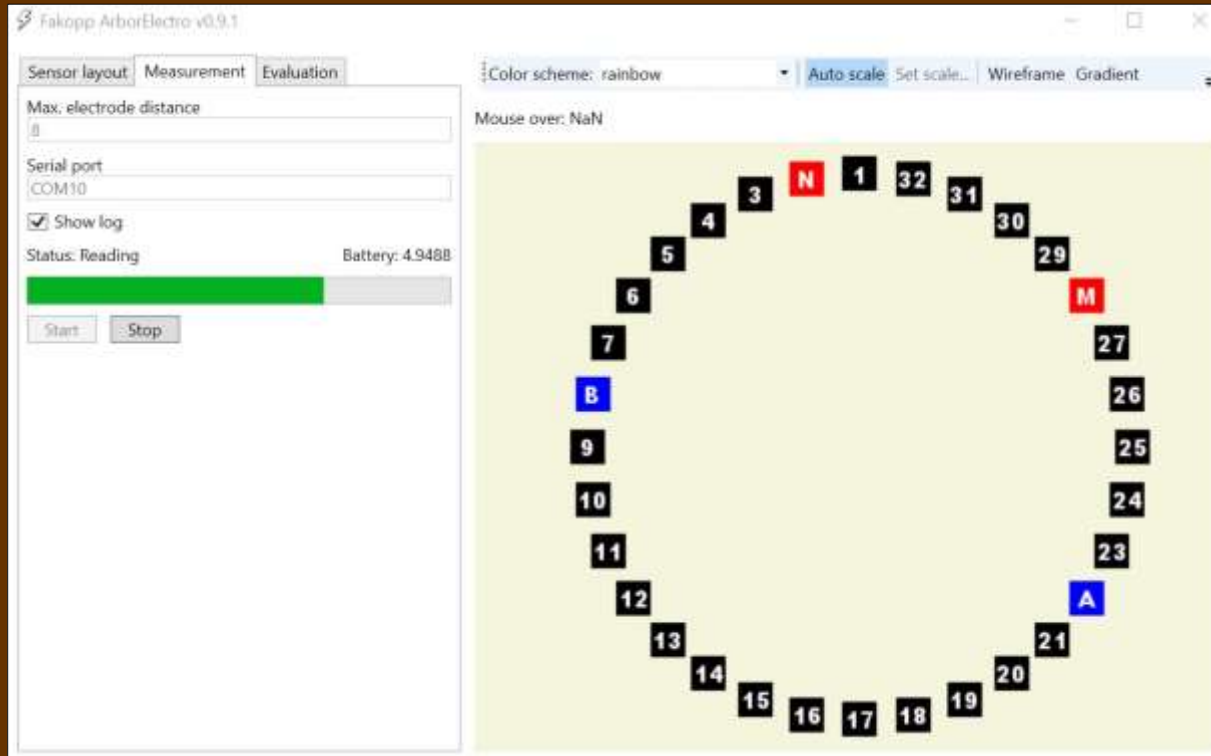 Fakopp ArborElectro v0.9.1
Sensor layout Measurement Evaluation
Color scheme: rainbow Auto scale Set scale... Wireframe Gradient
Max. electrode distance
8
Mouse over: NaN
Serial port
COM10
Show log
Status: Reading Battery: 4.9488
Start Stop
N 1 32
3 31
4 30
5 29
6 M
7 27
B 26
9 25
10 24
11 23
12 A
13 21
14 20
15 19
16 17 18